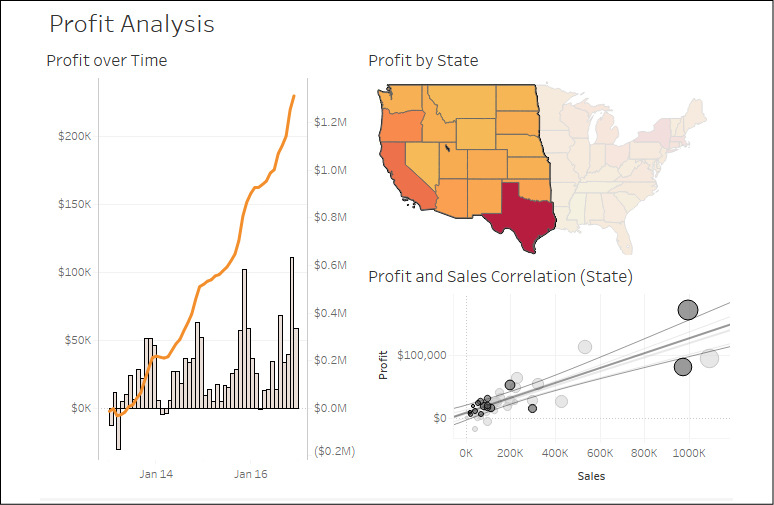 Profit Analysis
Profit over Time
$200K
$150K
$100K
$50K
$0K
$1.2M
$1.0M
$0.8M
$0.6M
$0.4M
$0.2M
$0.0M
($0.2M)
Jan 14
Jan 16
Profit by State
Profit and Sales Correlation (State)
Profit
$100,000
$0
0K
200K
400K
600K
800K
1000K
Sales